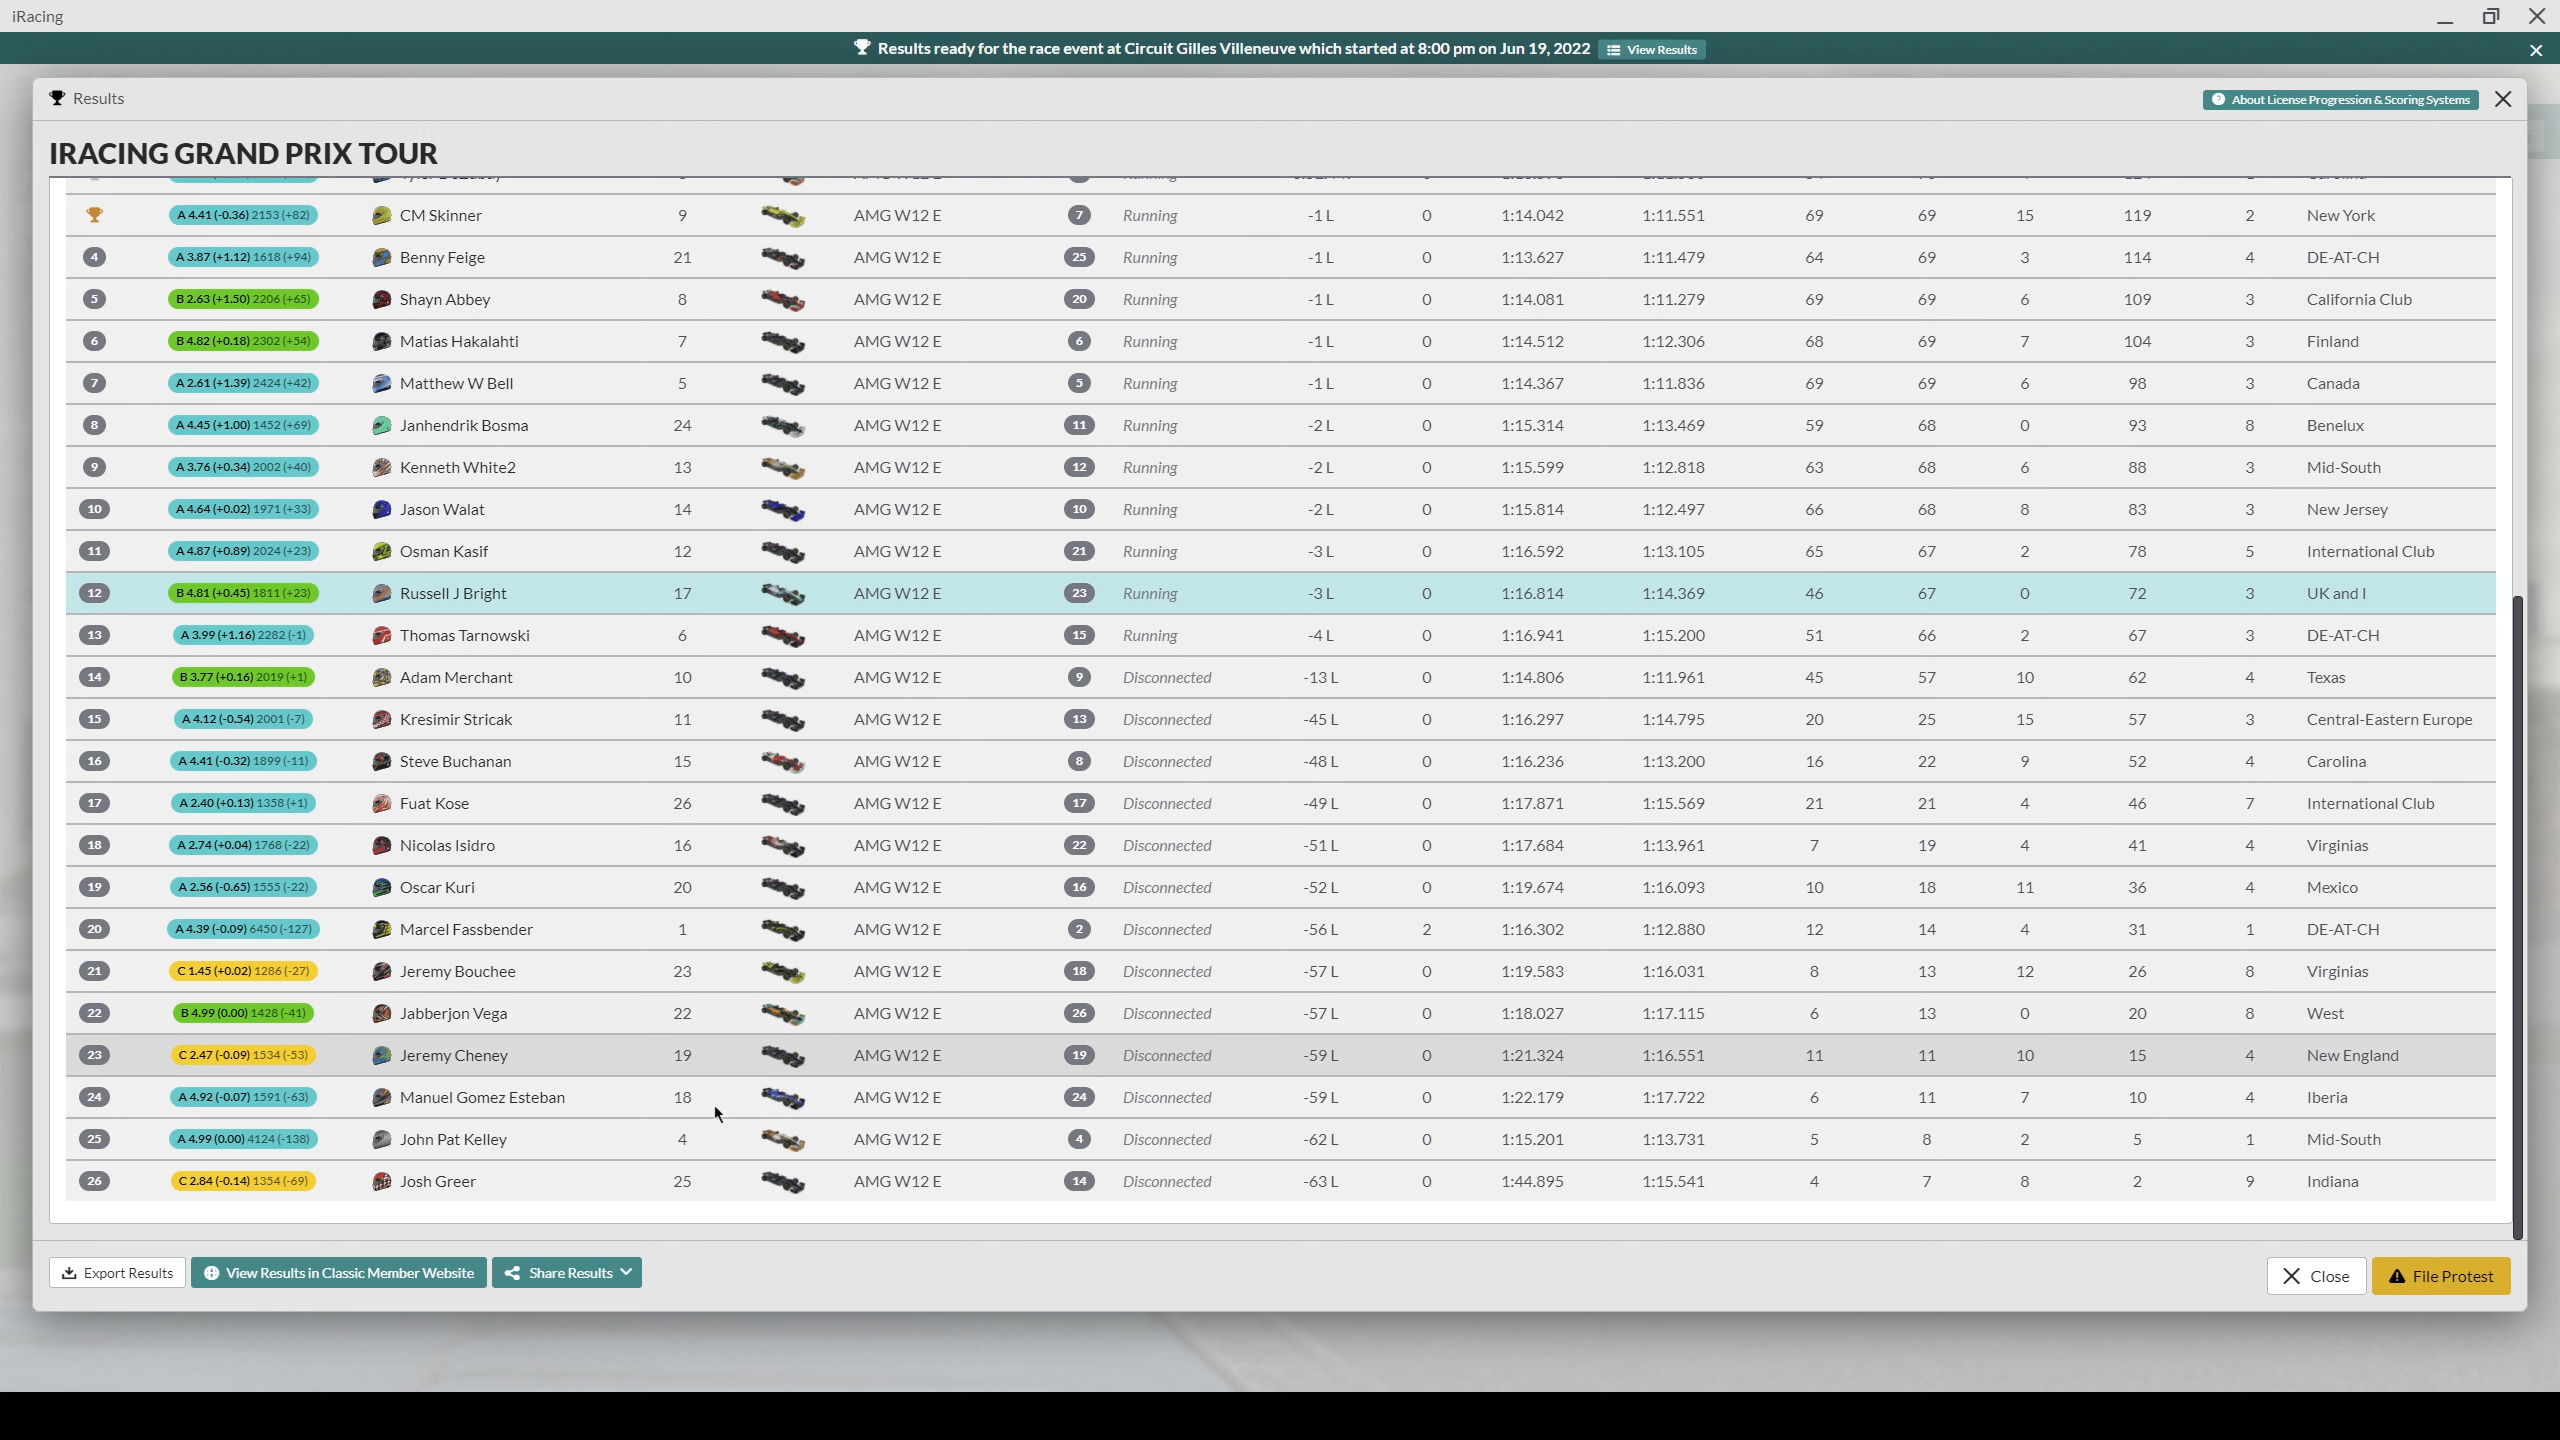 iRacing
Results ready for the race event at Circuit Gilles Villeneuve which started at 8:00 pm on Jun 19, 2022 View Results
Results About License Progression & Scoring Systems
IRACING GRAND PRIX TOUR
A 4.41 (-0.36) 2153 (+82) CM Skinner 9 AMG W12 E 7 Running -1 L 0 1:14.042 1:11.551 69 69 15 119 2 New York
4 A 3.87 (+1.12) 1618 (+94) Benny Feige 21 AMG W12 E 25 Running -1 L 0 1:13.627 1:11.479 64 69 3 114 4 DE-AT-CH
5 B 2.63 (+1.50) 2206 (+65) Shayn Abbey 8 AMG W12 E 20 Running -1 L 0 1:14.081 1:11.279 69 69 6 109 3 California Club
6 B 4.82 (+0.18) 2302 (+54) Matias Hakalahti 7 AMG W12 E 6 Running -1 L 0 1:14.512 1:12.306 68 69 7 104 3 Finland
7 A 2.61 (+1.39) 2424 (+42) Matthew W Bell 5 AMG W12 E 5 Running -1 L 0 1:14.367 1:11.836 69 69 6 98 3 Canada
8 A 4.45 (+1.00) 1452 (+69) Janhendrik Bosma 24 AMG W12 E 11 Running -2 L 0 1:15.314 1:13.469 59 68 0 93 8 Benelux
9 A 3.76 (+0.34) 2002 (+40) Kenneth White2 13 AMG W12 E 12 Running -2 L 0 1:15.599 1:12.818 63 68 6 88 3 Mid-South
10 A 4.64 (+0.02) 1971 (+33) Jason Walat 14 AMG W12 E 10 Running -2 L 0 1:15.814 1:12.497 66 68 8 83 3 New Jersey
11 A 4.87 (+0.89) 2024 (+23) Osman Kasif 12 AMG W12 E 21 Running -3 L 0 1:16.592 1:13.105 65 67 2 78 5 International Club
12 B 4.81 (+0.45) 1811 (+23) Russell J Bright 17 AMG W12 E 23 Running -3 L 0 1:16.814 1:14.369 46 67 0 72 3 UK and I
13 A 3.99 (+1.16) 2282 (-1) Thomas Tarnowski 6 AMG W12 E 15 Running -4 L 0 1:16.941 1:15.200 51 66 2 67 3 DE-AT-CH
14 B 3.77 (+0.16) 2019 (+1) Adam Merchant 10 AMG W12 E 9 Disconnected -13 L 0 1:14.806 1:11.961 45 57 10 62 4 Texas
15 A 4.12 (-0.54) 2001 (-7) Kresimir Stricak 11 AMG W12 E 13 Disconnected -45 L 0 1:16.297 1:14.795 20 25 15 57 3 Central-Eastern Europe
16 A 4.41 (-0.32) 1899 (-11) Steve Buchanan 15 AMG W12 E 8 Disconnected -48 L 0 1:16.236 1:13.200 16 22 9 52 4 Carolina
17 A 2.40 (+0.13) 1358 (+1) Fuat Kose 26 AMG W12 E 17 Disconnected -49 L 0 1:17.871 1:15.569 21 21 4 46 7 International Club
18 A 2.74 (+0.04) 1768 (-22) Nicolas Isidro 16 AMG W12 E 22 Disconnected -51 L 0 1:17.684 1:13.961 7 19 4 41 4 Virginias
19 A 2.56 (-0.65) 1555 (-22) Oscar Kuri 20 AMG W12 E 16 Disconnected -52 L 0 1:19.674 1:16.093 10 18 11 36 4 Mexico
20 A 4.39 (-0.09) 6450 (-127) Marcel Fassbender 1 AMG W12 E 2 Disconnected -56 L 2 1:16.302 1:12.880 12 14 4 31 1 DE-AT-CH
21 C 1.45 (+0.02) 1286 (-27) Jeremy Bouchee 23 AMG W12 E 18 Disconnected -57 L 0 1:19.583 1:16.031 8 13 12 26 8 Virginias
22 B 4.99 (0.00) 1428 (-41) Jabberjon Vega 22 AMG W12 E 26 Disconnected -57 L 0 1:18.027 1:17.115 6 13 0 20 8 West
23 C 2.47 (-0.09) 1534 (-53) Jeremy Cheney 19 AMG W12 E 19 Disconnected -59 L 0 1:21.324 1:16.551 11 11 10 15 4 New England
24 A 4.92 (-0.07) 1591 (-63) Manuel Gomez Esteban 18 AMG W12 E 24 Disconnected -59 L 0 1:22.179 1:17.722 6 11 7 10 4 Iberia
25 A 4.99 (0.00) 4124 (-138) John Pat Kelley 4 AMG W12 E 4 Disconnected -62 L 0 1:15.201 1:13.731 5 8 2 5 1 Mid-South
26 C 2.84 (-0.14) 1354 (-69) Josh Greer 25 AMG W12 E 14 Disconnected -63 L 0 1:44.895 1:15.541 4 7 8 2 9 Indiana
Export Results View Results in Classic Member Website Share Results Close File Protest